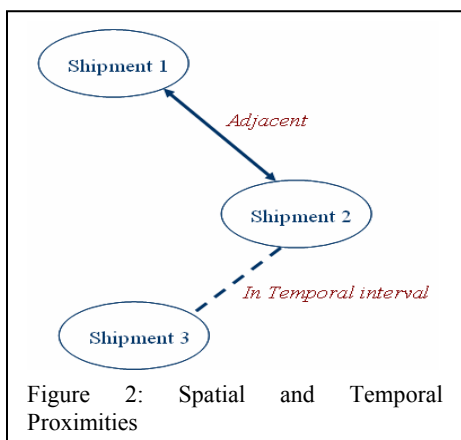 Shipment 1
Adjacent
Shipment 2
In Temporal interval
Shipment 3
Figure 2: Spatial and Temporal
Proximities